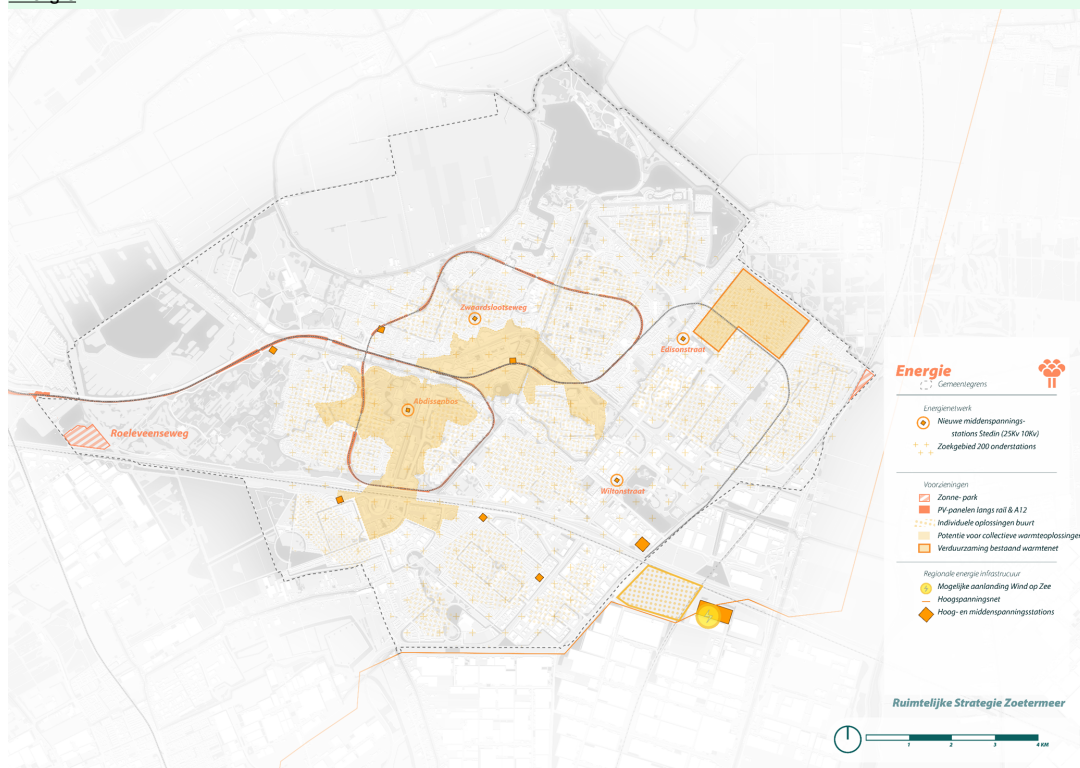 Zwaardslootseweg
Edisonstraat
Abdissenbos
Roeleveenseweg
Wiltonstraat
Energie
Gemeentegrens
Energienetwerk
Nieuwe middenspannings-
stations Stedin (25Kv 10Kv)
Zoekgebied 200 onderstations
Voorzieningen
Zonne- park
PV-panelen langs rail & A12
Individuele oplossingen buurt
Potentie voor collectieve warmteoplossingen
Verduurzaming bestaand warmtenet
Regionale energie infrastrucuur
Mogelijke aanlanding Wind op Zee
Hoogspanningsnet
Hoog- en middenspanningsstations
Ruimtelijke Strategie Zoetermeer
1 2 3 4 KM